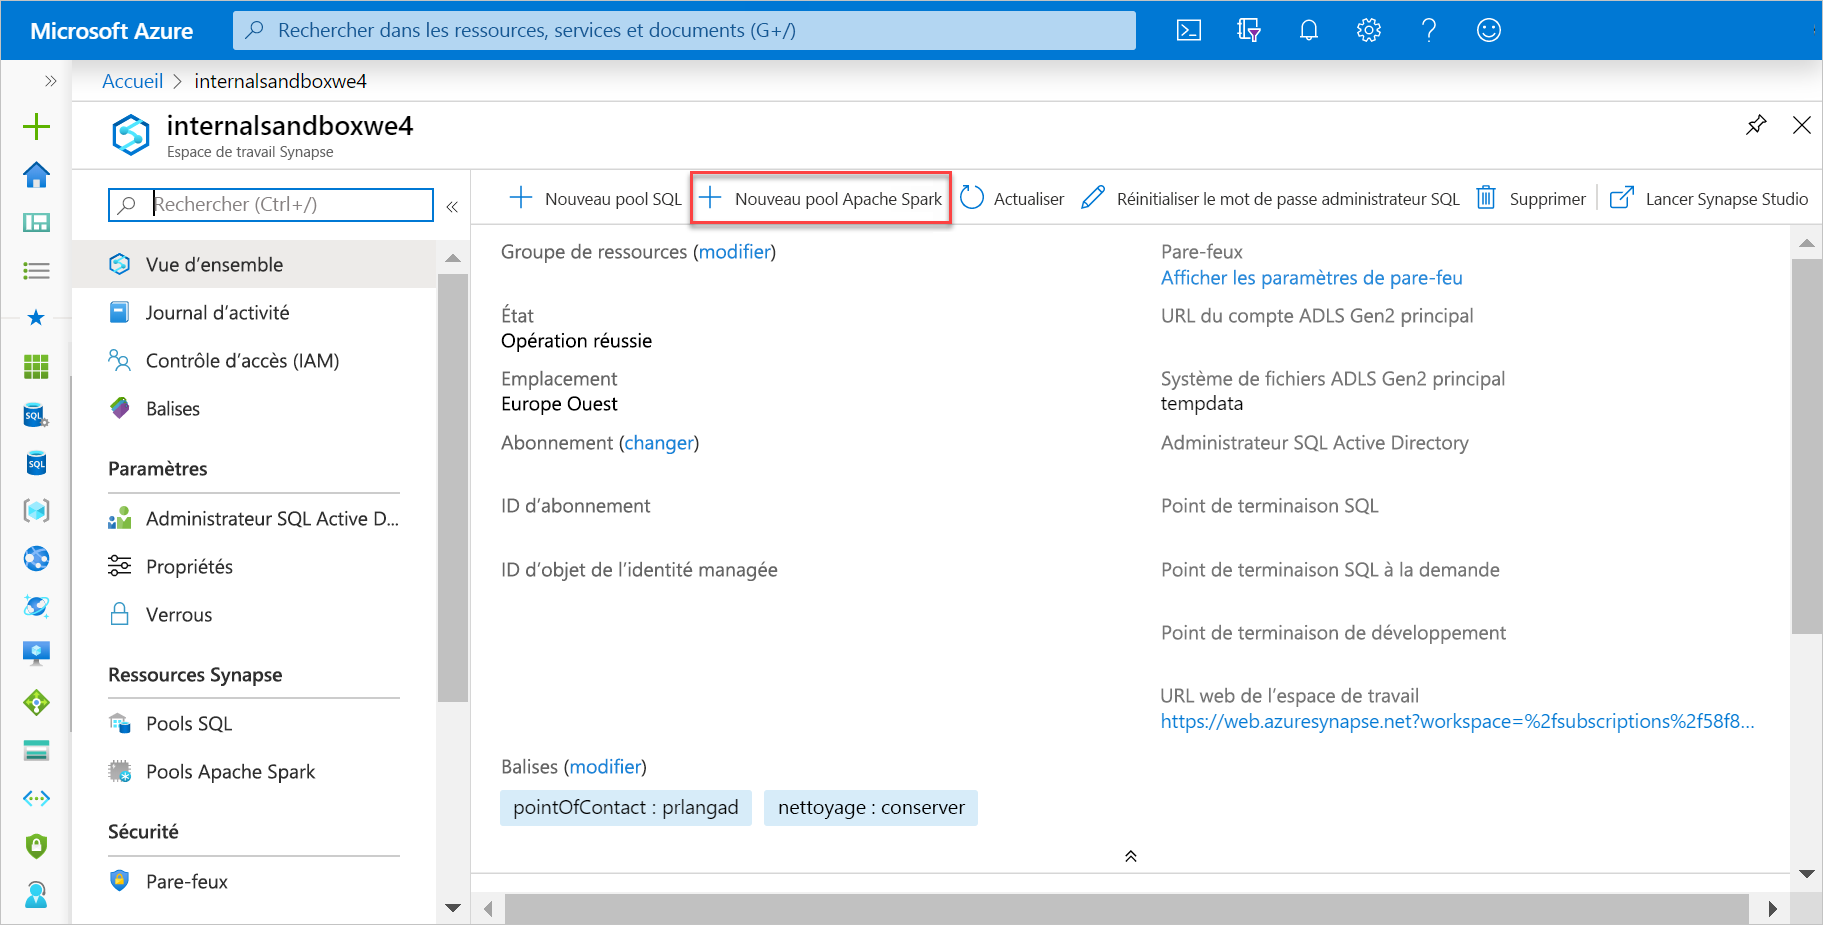 Microsoft Azure
Rechercher dans les ressources, services et documents (G+/)
Accueil > internalsandboxwe4
internalsandboxwe4
Espace de travail Synapse
Rechercher (Ctrl+/)
Nouveau pool SQL
Nouveau pool Apache Spark
Actualiser
Réinitialiser le mot de passe administrateur SQL
Supprimer
Lancer Synapse Studio
Vue d’ensemble
Journal d’activité
Contrôle d’accès (IAM)
Balises
Paramètres
Administrateur SQL Active D...
Propriétés
Verrous
Ressources Synapse
Pools SQL
Pools Apache Spark
Sécurité
Pare-feux
Groupe de ressources (modifier)
État
Opération réussie
Emplacement
Europe Ouest
Abonnement (changer)
ID d’abonnement
ID d’objet de l’identité managée
Pare-feux
Afficher les paramètres de pare-feu
URL du compte ADLS Gen2 principal
Système de fichiers ADLS Gen2 principal
tempdata
Administrateur SQL Active Directory
Point de terminaison SQL
Point de terminaison SQL à la demande
Point de terminaison de développement
URL web de l’espace de travail
https://web.azuresynapse.net?workspace=%2fsubscriptions%2f58f8...
Balises (modifier)
pointOfContact : prlangad
nettoyage : conserver
SQL
SQL